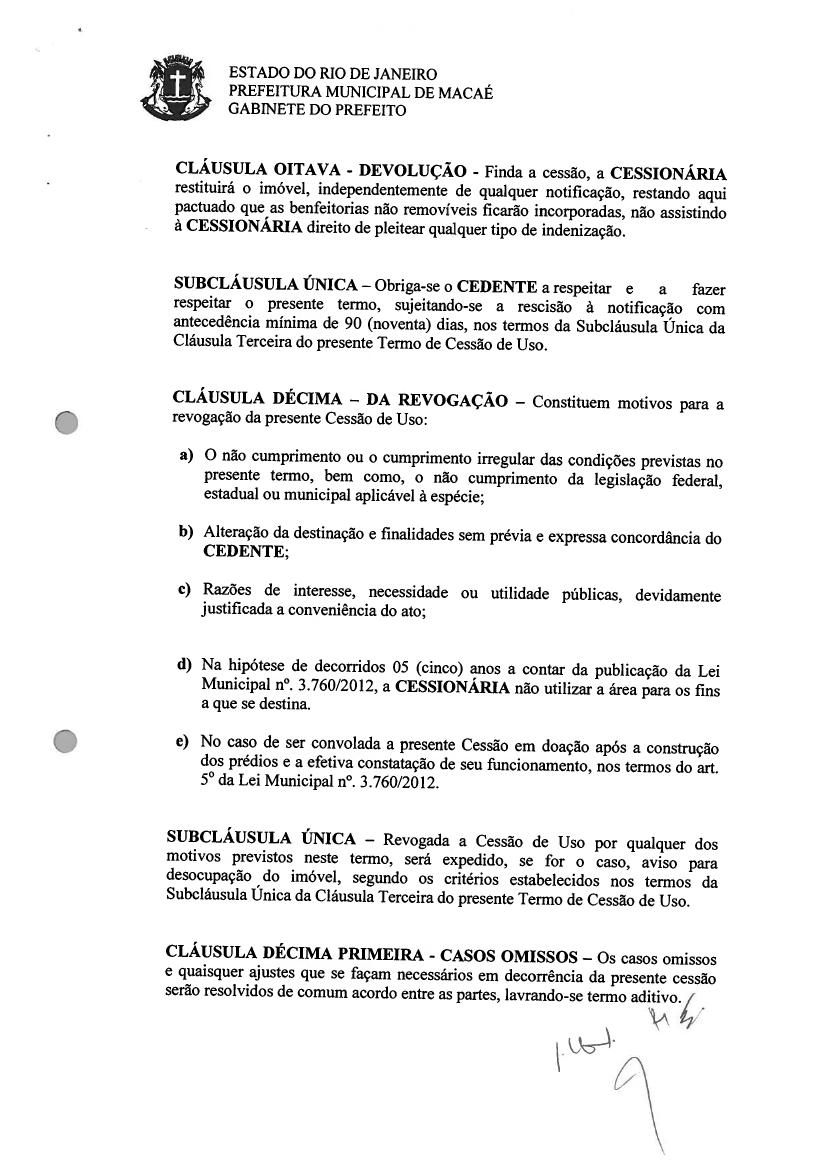 ESTADO DO RIO DE JANEIRO
PREFEITURA MUNICIPAL DE MACAÉ
GABINETE DO PREFEITO
CLÁUSULA OITAVA - DEVOLUÇÃO - Finda a cessão, a CESSIONÁRIA
restituirá o imóvel, independentemente de qualquer notificação, restando aqui
pactuado que as benfeitorias não removíveis ficarão incorporadas, não assistindo
à CESSIONÁRIA direito de pleitear qualquer tipo de indenização.
SUBCLÁUSULA ÚNICA – Obriga-se o CEDENTE a respeitar e a fazer
respeitar o presente termo, sujeitando-se a rescisão à notificação com
antecedência mínima de 90 (noventa) dias, nos termos da Subcláusula Única da
Cláusula Terceira do presente Termo de Cessão de Uso.
CLÁUSULA DÉCIMA – DA REVOGAÇÃO – Constituem motivos para a
revogação da presente Cessão de Uso:
a) O não cumprimento ou o cumprimento irregular das condições previstas no
presente termo, bem como, o não cumprimento da legislação federal,
estadual ou municipal aplicável à espécie;
b) Alteração da destinação e finalidades sem prévia e expressa concordância do
CEDENTE;
c) Razões de interesse, necessidade ou utilidade públicas, devidamente
justificada a conveniência do ato;
d) Na hipótese de decorridos 05 (cinco) anos a contar da publicação da Lei
Municipal nº. 3.760/2012, a CESSIONÁRIA não utilizar a área para os fins
a que se destina.
e) No caso de ser convolada a presente Cessão em doação após a construção
dos prédios e a efetiva constatação de seu funcionamento, nos termos do art.
5º da Lei Municipal nº. 3.760/2012.
SUBCLÁUSULA ÚNICA – Revogada a Cessão de Uso por qualquer dos
motivos previstos neste termo, será expedido, se for o caso, aviso para
desocupação do imóvel, segundo os critérios estabelecidos nos termos da
Subcláusula Única da Cláusula Terceira do presente Termo de Cessão de Uso.
CLÁUSULA DÉCIMA PRIMEIRA - CASOS OMISSOS – Os casos omissos
e quaisquer ajustes que se façam necessários em decorrência da presente cessão
serão resolvidos de comum acordo entre as partes, lavrando-se termo aditivo.